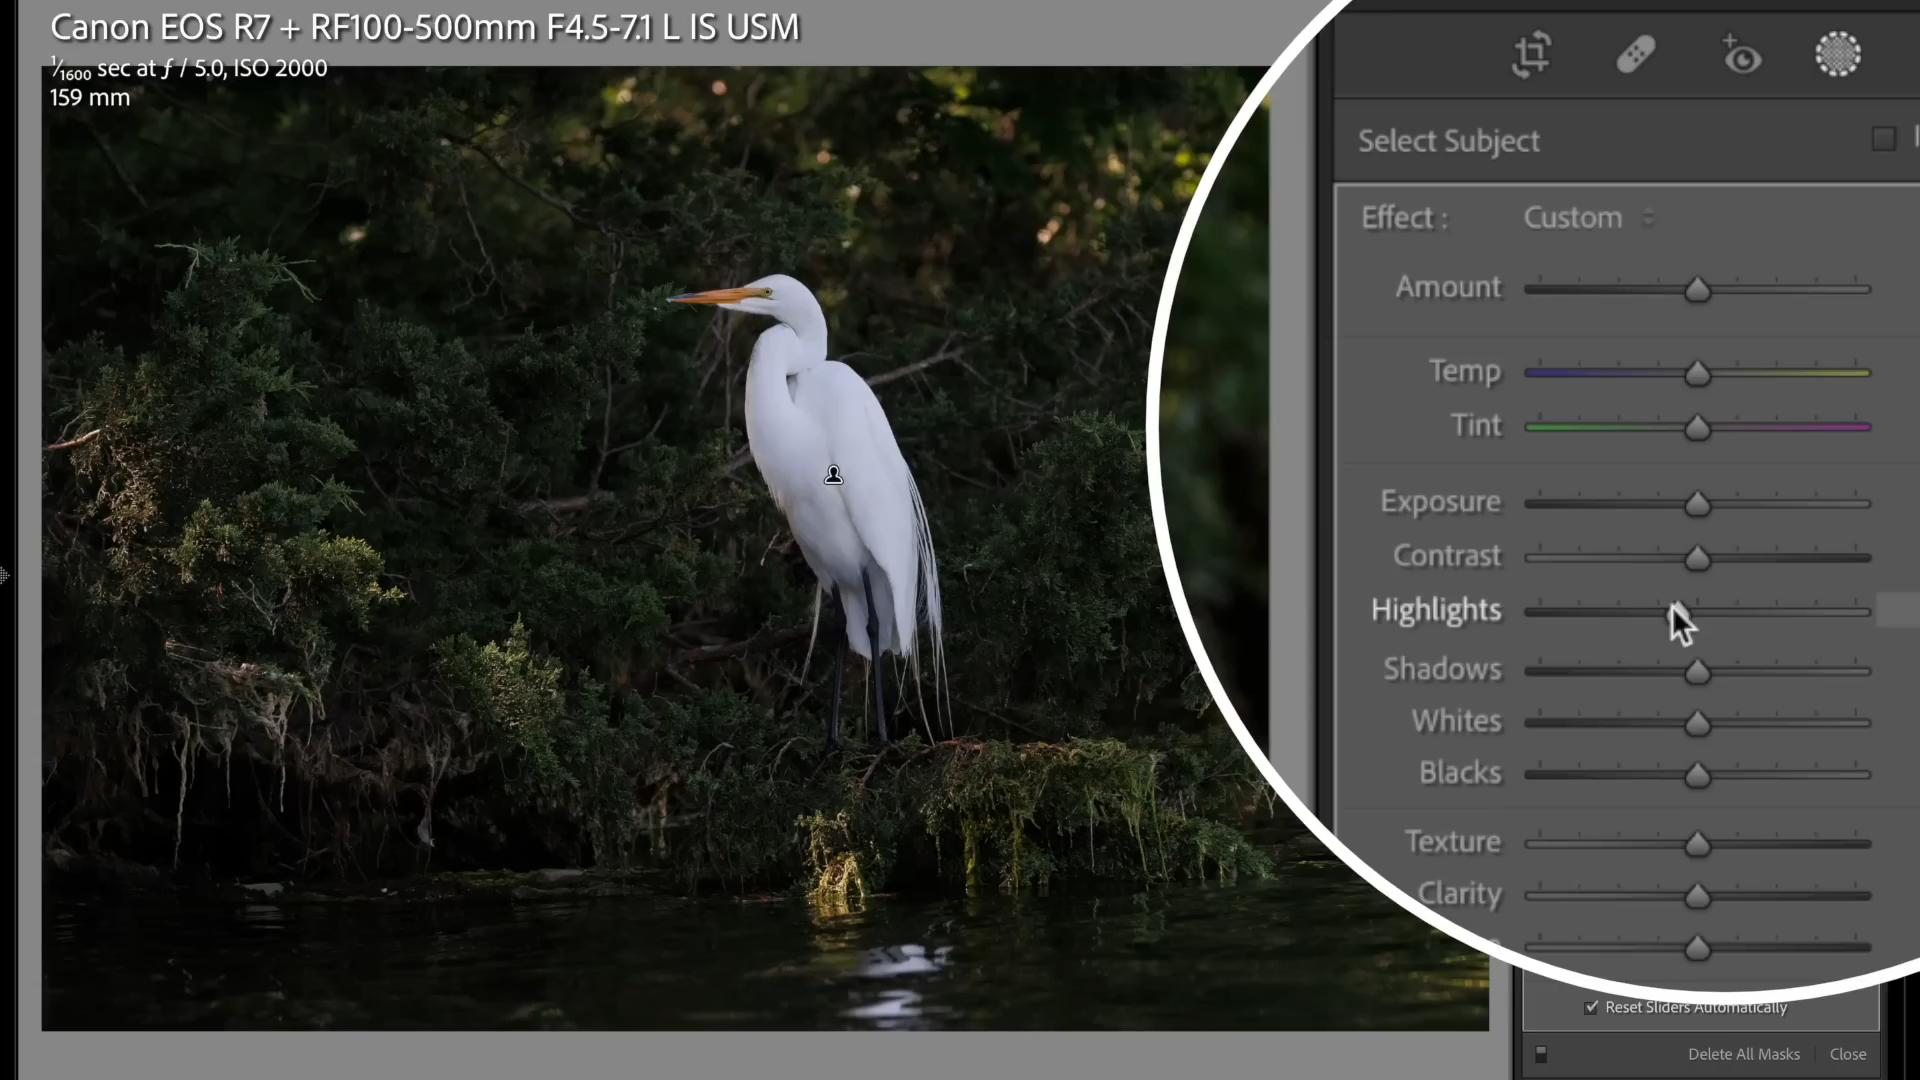 Canon EOS R7 + RF100-500mm F4.5-7.1 L IS USM
1/1600 sec at ƒ / 5.0, ISO 2000
159 mm
Select Subject
Effect : Custom
Amount
Temp
Tint
Exposure
Contrast
Highlights
Shadows
Whites
Blacks
Texture
Clarity
Reset Sliders Automatically
Delete All Masks
Close